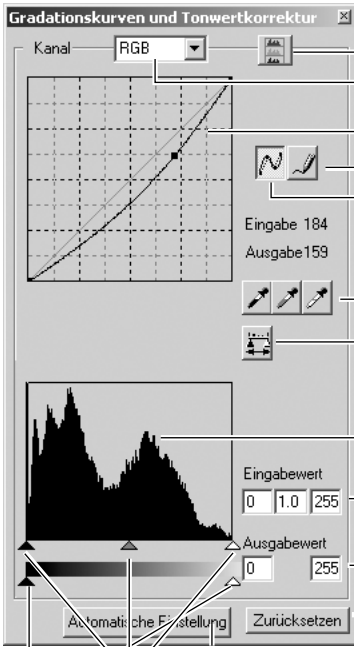 Gradationskurven und Tonwertkorrektur
Kanal RGB
Eingabe 184
Ausgabe159
Eingabewert
0 1.0 255
Ausgabewert
0 255
Automatische Einstellung Zurücksetzen